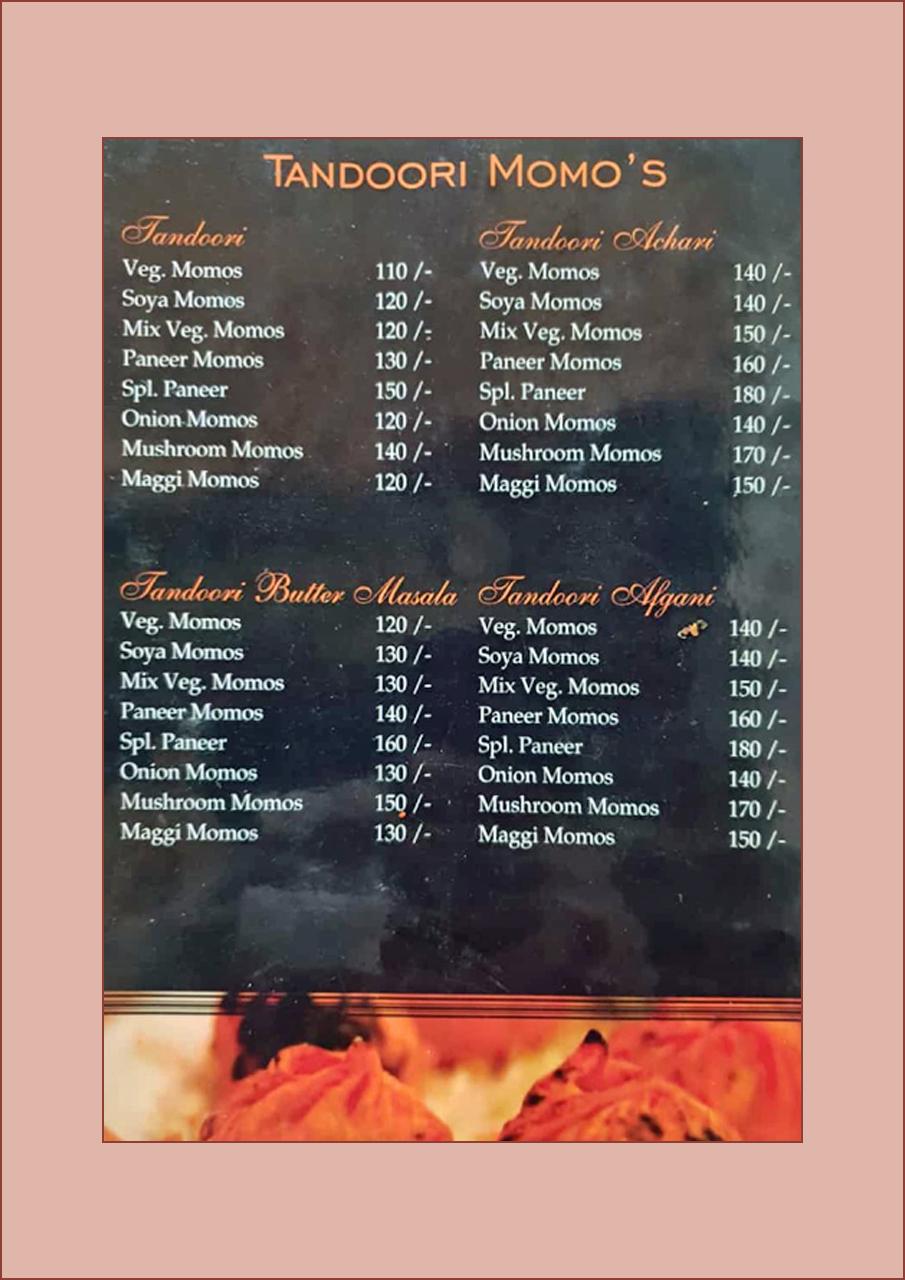 TANDOORI MOMO'S
Tandoori
Veg. Momos 110 /-
Soya Momos 120 /-
Mix Veg. Momos 120 /-
Paneer Momos 130 /-
Spl. Paneer 150 /-
Onion Momos 120 /-
Mushroom Momos 140 /-
Maggi Momos 120 /-
Tandoori Achari
Veg. Momos 140 /-
Soya Momos 140 /-
Mix Veg. Momos 150 /-
Paneer Momos 160 /-
Spl. Paneer 180 /-
Onion Momos 140 /-
Mushroom Momos 170 /-
Maggi Momos 150 /-
Tandoori Butter Masala
Veg. Momos 120 /-
Soya Momos 130 /-
Mix Veg. Momos 130 /-
Paneer Momos 140 /-
Spl. Paneer 160 /-
Onion Momos 130 /-
Mushroom Momos 150 /-
Maggi Momos 130 /-
Tandoori Afgani
Veg. Momos 140 /-
Soya Momos 140 /-
Mix Veg. Momos 150 /-
Paneer Momos 160 /-
Spl. Paneer 180 /-
Onion Momos 140 /-
Mushroom Momos 170 /-
Maggi Momos 150 /-